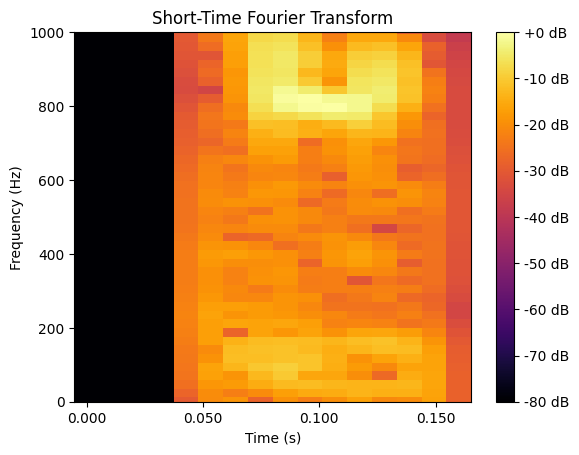 Short-Time Fourier Transform
1000
800
600
400
200
0
Frequency (Hz)
0.000
0.050
0.100
0.150
Time (s)
+0 dB
-10 dB
-20 dB
-30 dB
-40 dB
-50 dB
-60 dB
-70 dB
-80 dB